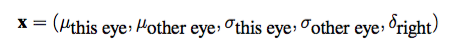 x = (μthis eye, μother eye, σthis eye, σother eye, δright)